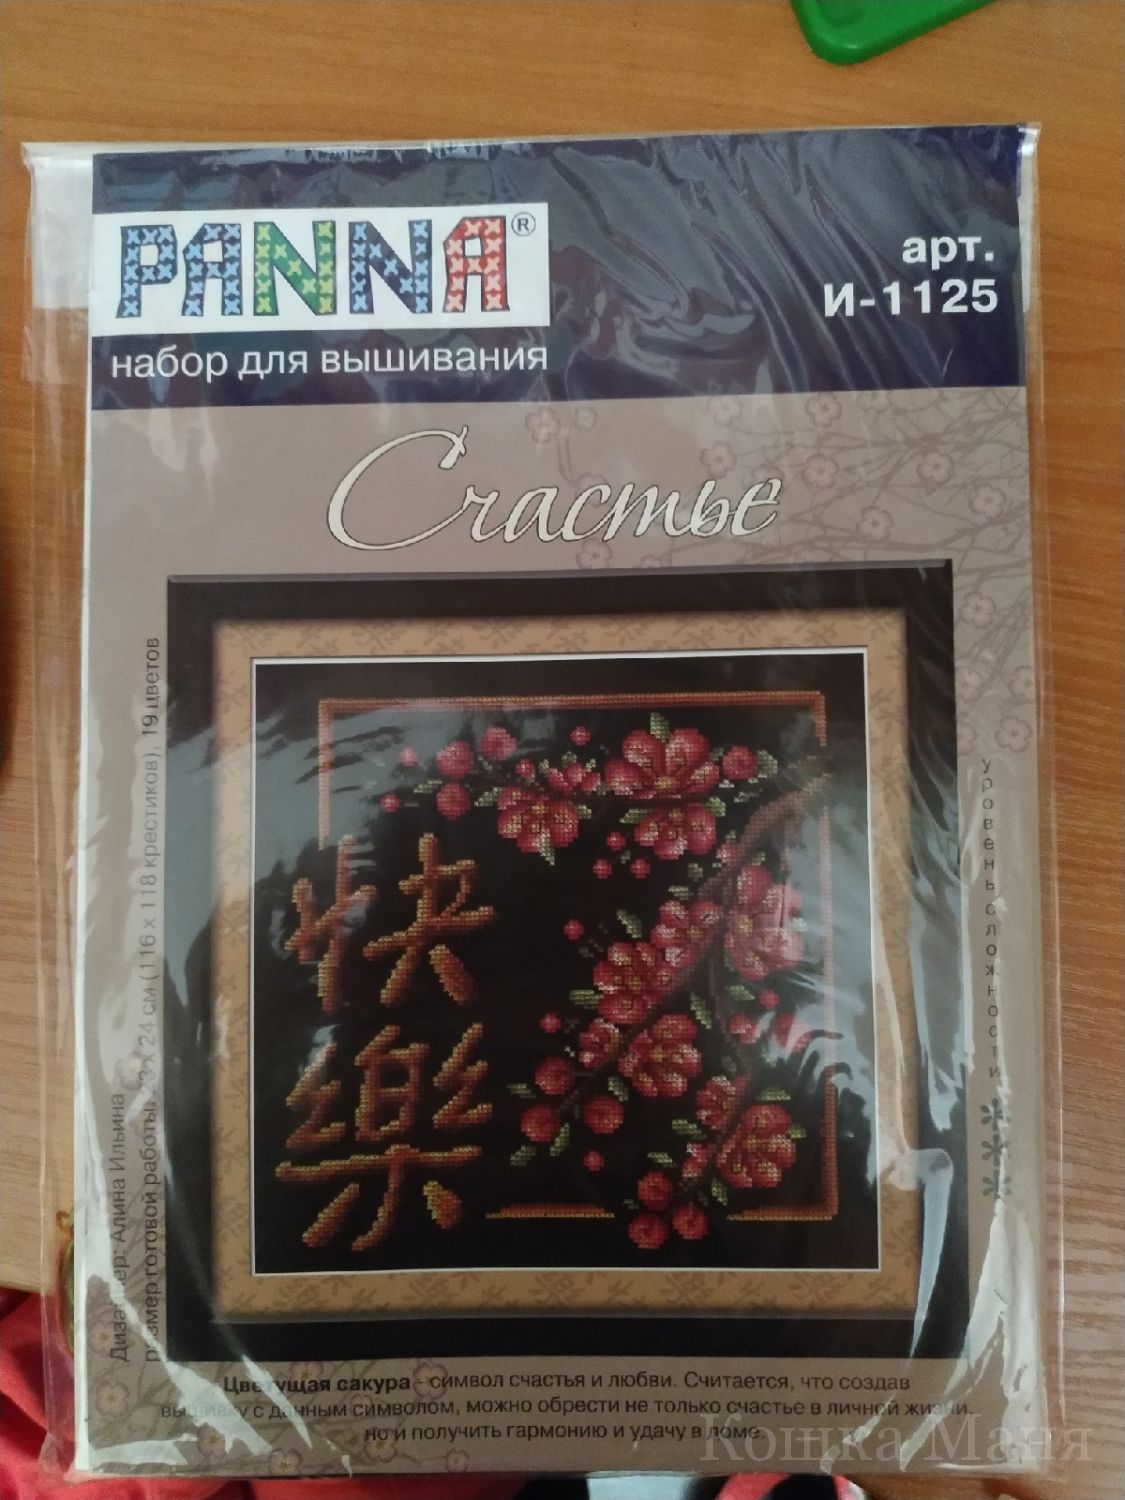 PANNA®
набор для вышивания
арт.
И-1125
Счастье
Дизайнер: Алина Ильина
размер готовой работы: 23 x 24 см (116 x 118 крестиков), 19 цветов
快
樂
уровень сложности
Цветущая сакура - символ счастья и любви. Считается, что создав
вышивку с данным символом, можно обрести не только счастье в личной жизни,
но и получить гармонию и удачу в доме.
Кошка Маня